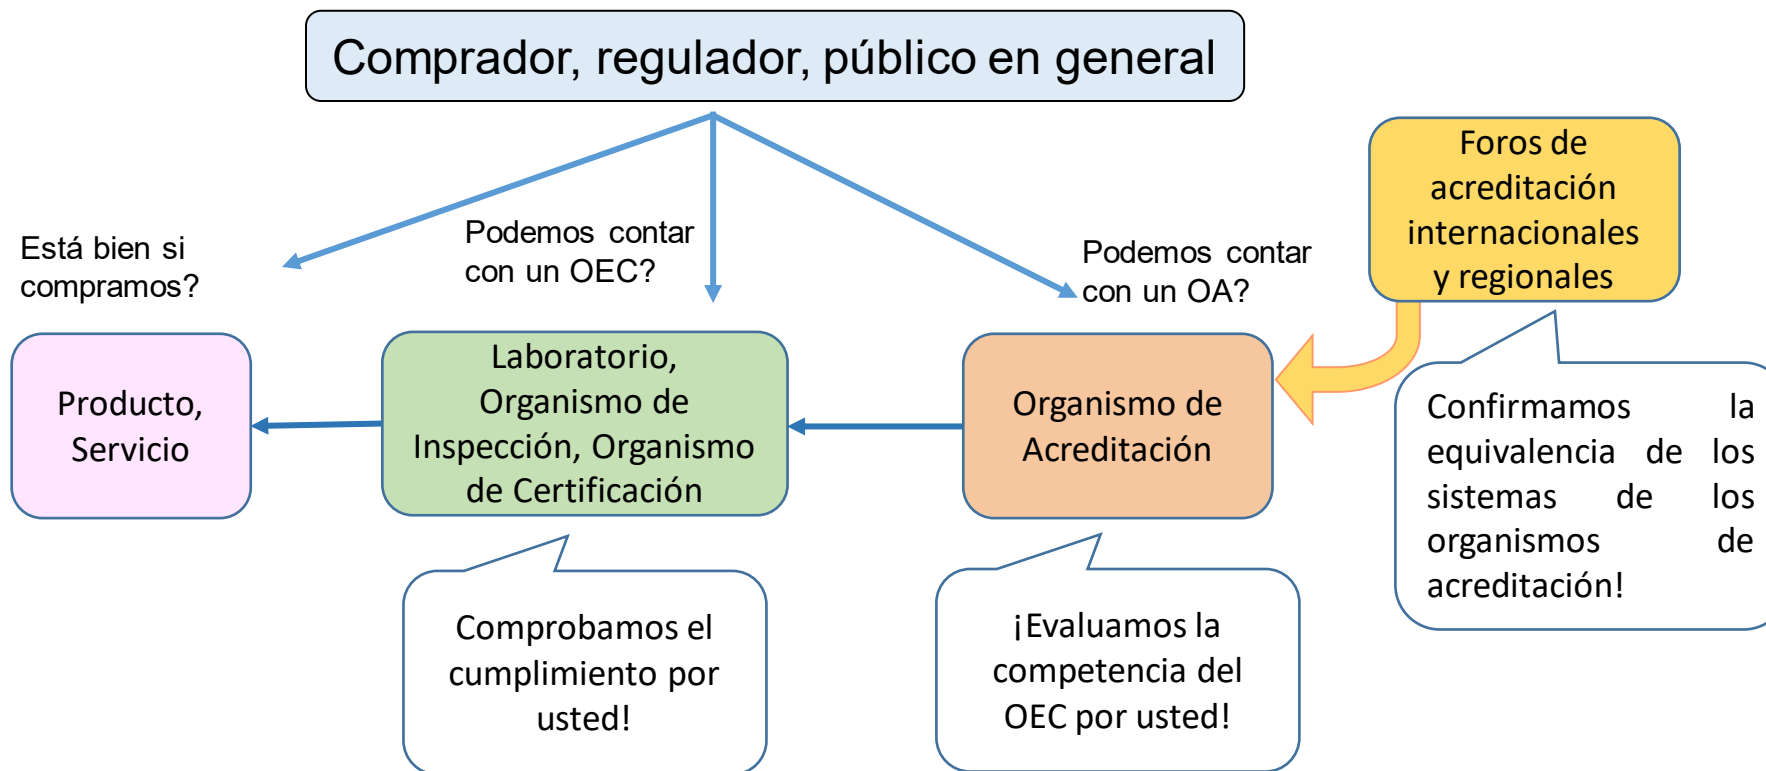 Comprador, regulador, público en general
Está bien si
compramos?
Podemos contar
con un OEC?
Podemos contar
con un OA?
Foros de
acreditación
internacionales
y regionales
Producto,
Servicio
Laboratorio,
Organismo de
Inspección, Organismo
de Certificación
Organismo de
Acreditación
Confirmamos la
equivalencia de los
sistemas de los
organismos de
acreditación!
Comprobamos el
cumplimiento por
usted!
¡Evaluamos la
competencia del
OEC por usted!